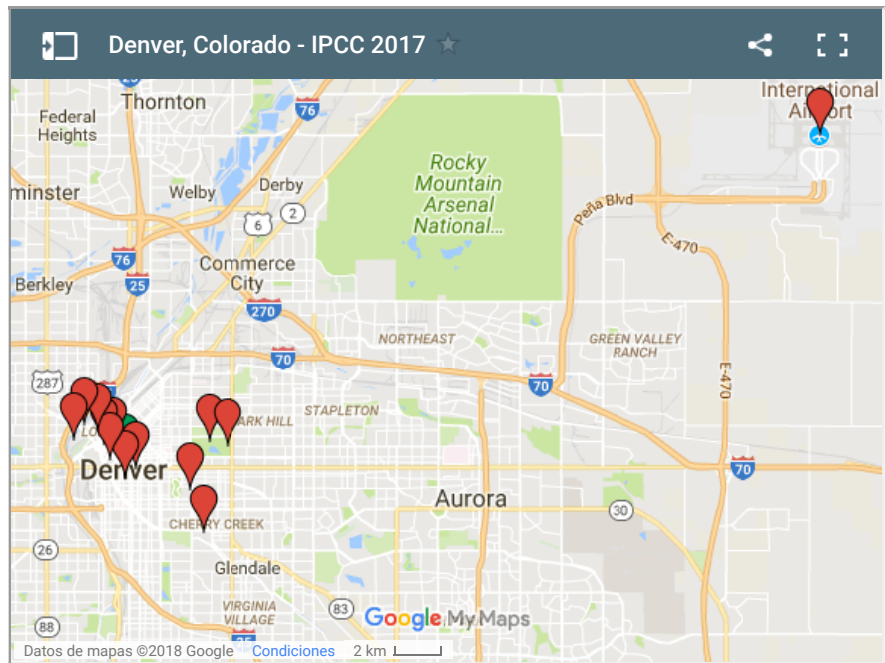 Denver, Colorado - IPCC 2017
International
Airport
25
Thornton
76
Federal
Heights
Rocky
Mountain
Arsenal
National...
minster
Welby
Derby
2
6
Peña Blvd
E-470
76
Commerce
City
25
Berkley
270
NORTHEAST
GREEN VALLEY
RANCH
70
287
70
E-470
STAPLETON
ARK HILL
LO
Denver
70
Aurora
30
CHERRY CREEK
26
Glendale
VIRGINIA
VILLAGE
83
Google My Maps
88
25
Datos de mapas ©2018 Google Condiciones 2 km